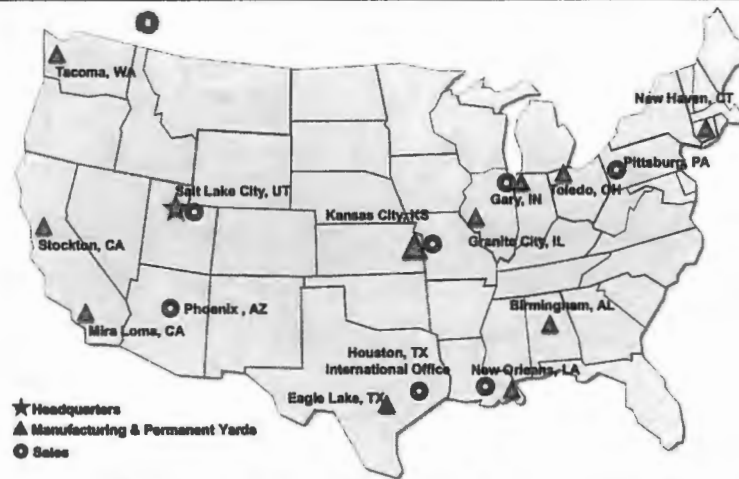 Tacoma, WA
New Haven, CT
Pittsburg, PA
Salt Lake City, UT
Gary, IN
Toledo, OH
Kansas City, KS
Granite City, IL
Stockton, CA
Phoenix , AZ
Mira Loma, CA
Birmingham, AL
Houston, TX
International Office
New Orleans, LA
Eagle Lake, TX
Headquarters
Manufacturing & Permanent Yards
Sales